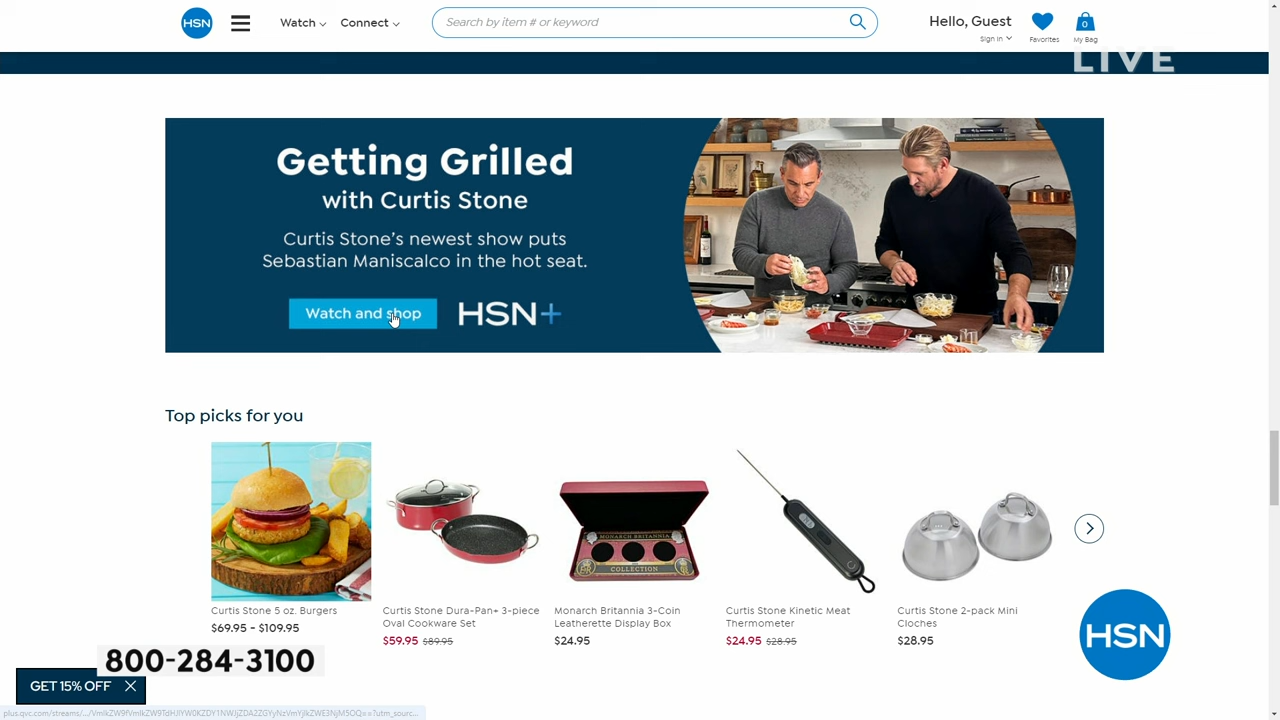 HSN
Watch
Connect
Search by item # or keyword
Hello, Guest
Sign In
Favorites
0
My Bag
LIVE
Getting Grilled
with Curtis Stone
Curtis Stone's newest show puts
Sebastian Maniscalco in the hot seat.
Watch and shop
HSN+
Top picks for you
MONARCH BRITANNIA
COLLECTION
Curtis Stone 5 oz. Burgers
$69.95 - $109.95
Curtis Stone Dura-Pan+ 3-piece
Oval Cookware Set
$59.95 $89.95
Monarch Britannia 3-Coin
Leatherette Display Box
$24.95
Curtis Stone Kinetic Meat
Thermometer
$24.95 $28.95
Curtis Stone 2-pack Mini
Cloches
$28.95
HSN
800-284-3100
GET 15% OFF